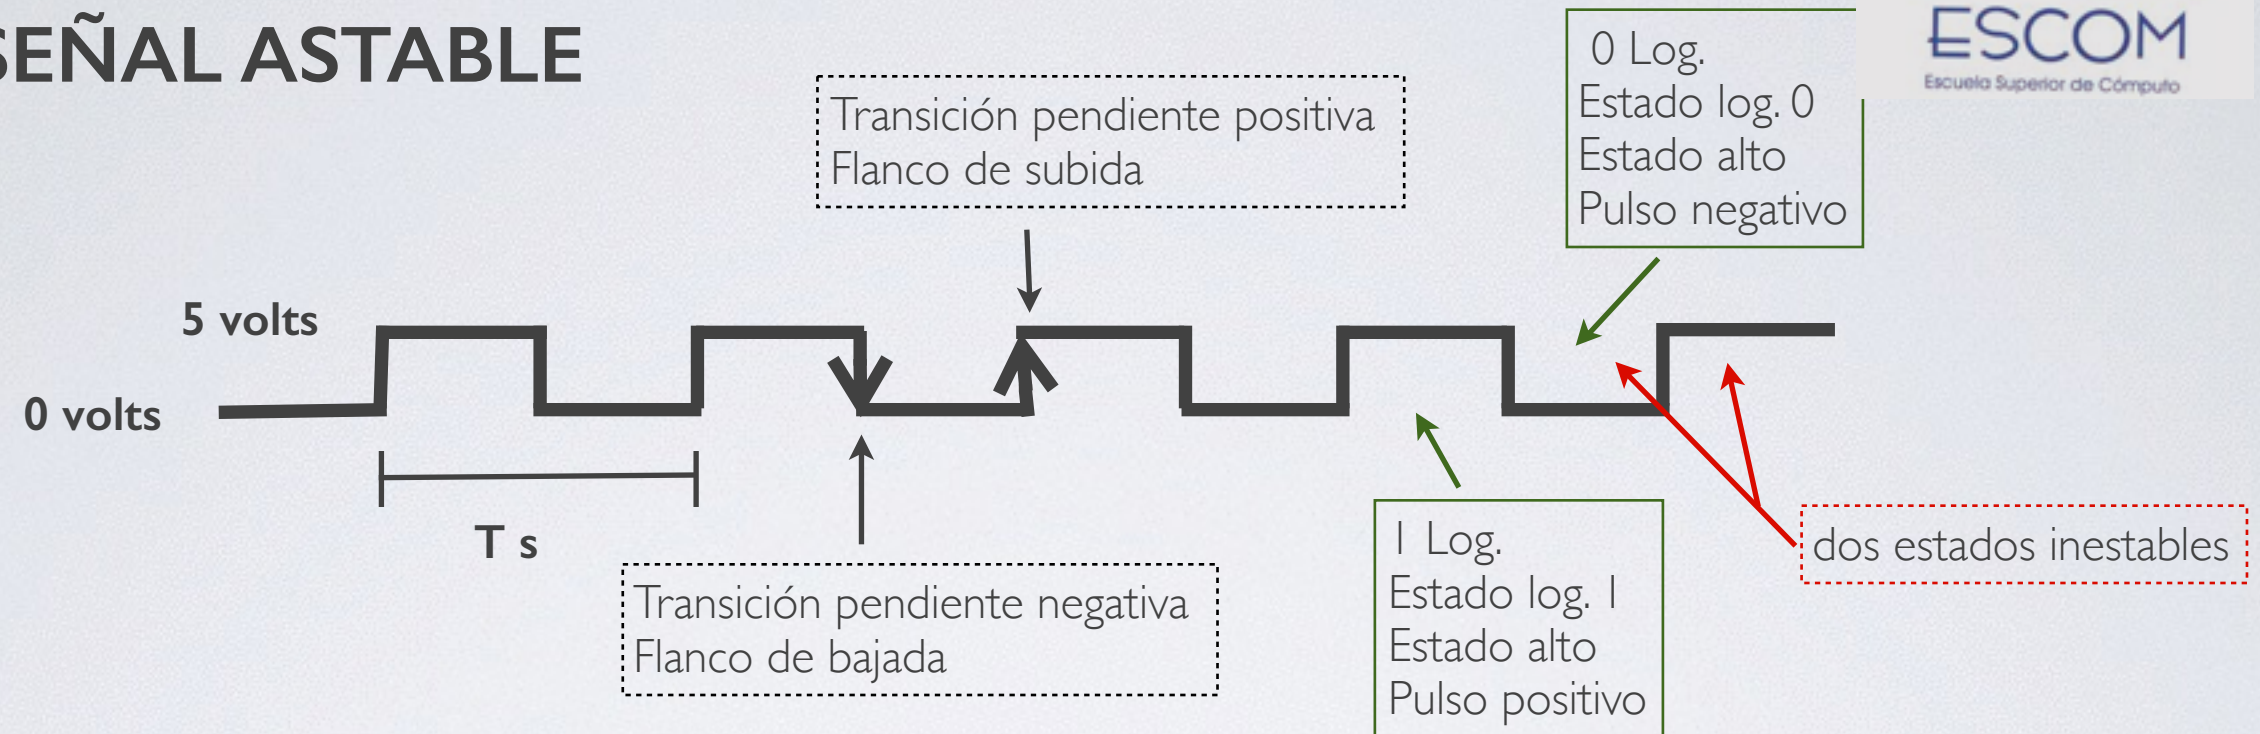 SEÑAL ASTABLE
ESCOM
Escuela Superior de Cómputo
0 Log.
Estado log. 0
Estado alto
Pulso negativo
Transición pendiente positiva
Flanco de subida
5 volts
0 volts
T s
Transición pendiente negativa
Flanco de bajada
1 Log.
Estado log. 1
Estado alto
Pulso positivo
dos estados inestables